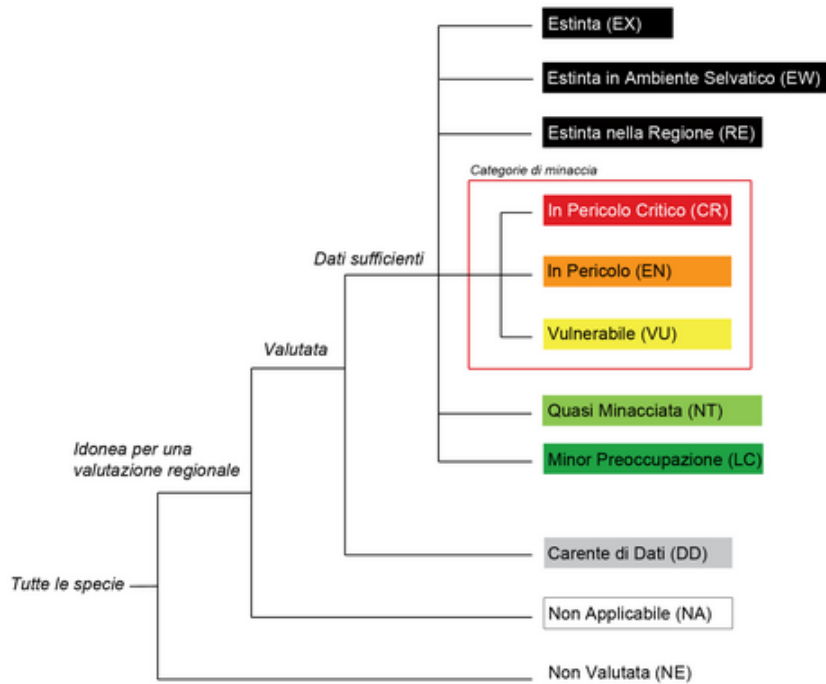 Estinta (EX)
Estinta in Ambiente Selvatico (EW)
Estinta nella Regione (RE)
Categorie di minaccia
In Pericolo Critico (CR)
Dati sufficienti
In Pericolo (EN)
Vulnerabile (VU)
Valutata
Quasi Minacciata (NT)
Idonea per una
valutazione regionale
Minor Preoccupazione (LC)
Carente di Dati (DD)
Tutte le specie
Non Applicabile (NA)
Non Valutata (NE)